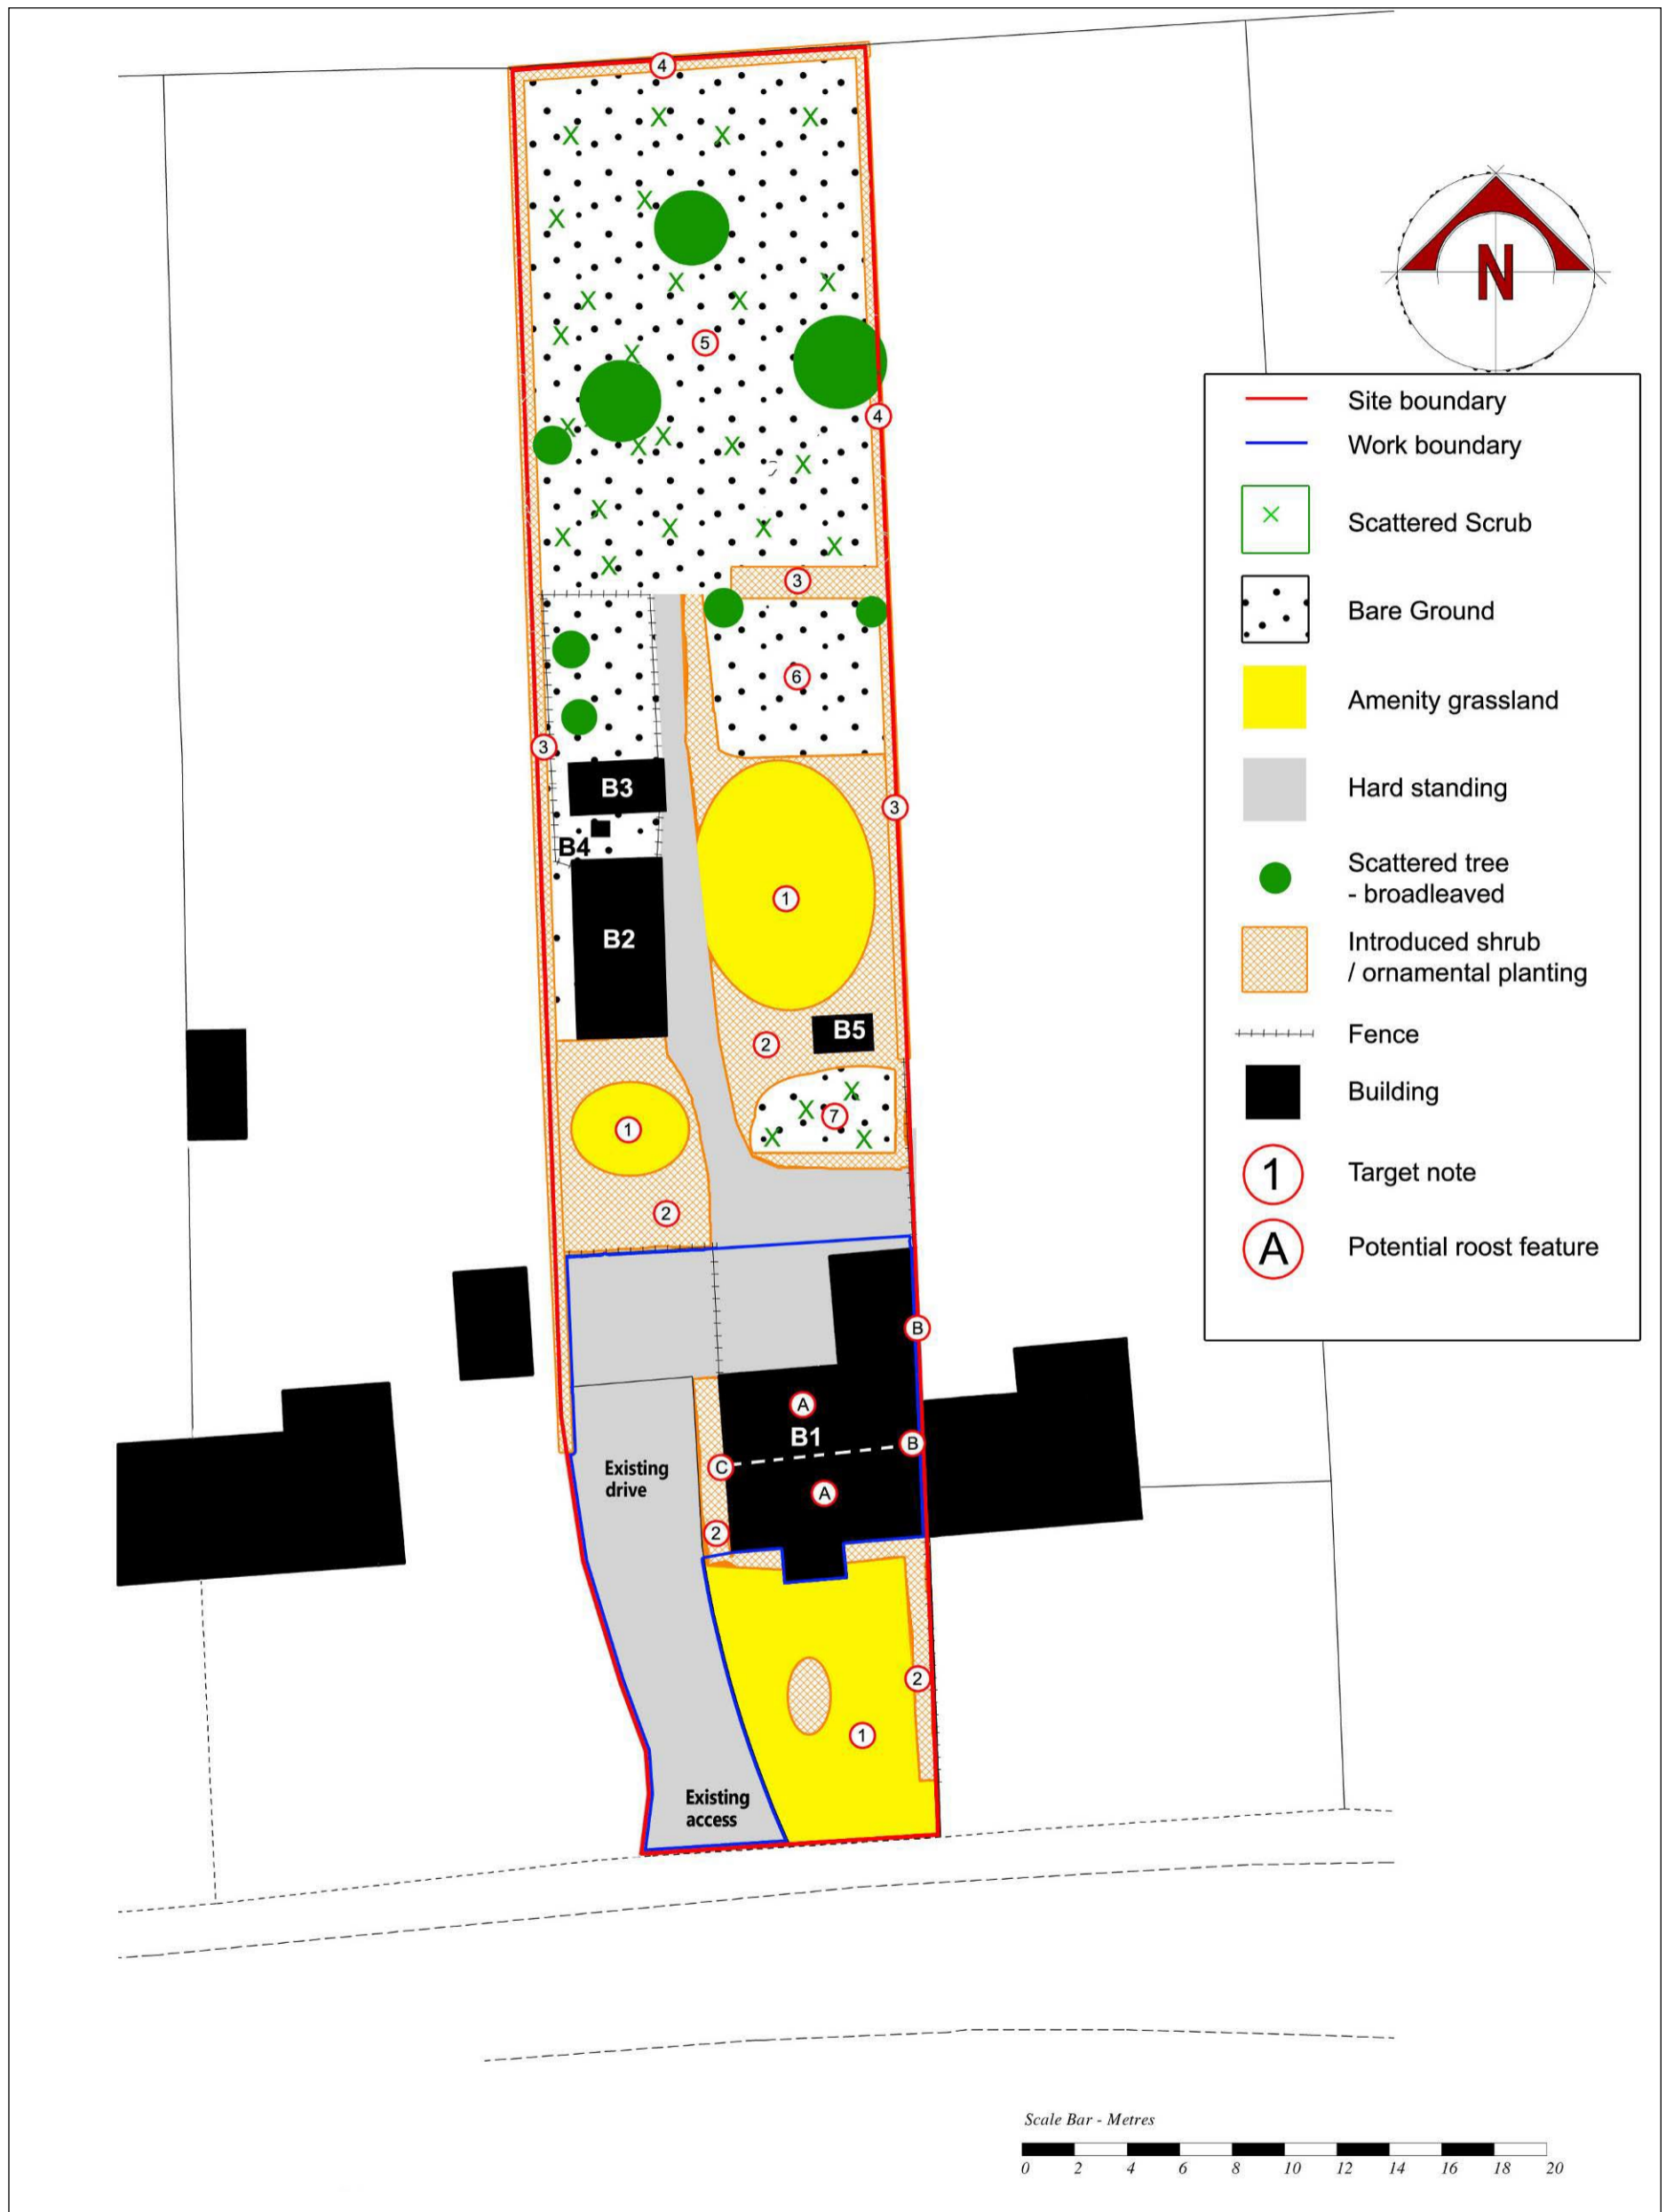 4
N
5
4
3
6
3
B3
3
B4
1
B2
B5
2
7
1
2
B
A
B1
B
C
Existing
drive
A
2
2
1
Existing
access
Site boundary
Work boundary
Scattered Scrub
Bare Ground
Amenity grassland
Hard standing
Scattered tree
- broadleaved
Introduced shrub
/ ornamental planting
Fence
Building
1 Target note
A Potential roost feature
Scale Bar - Metres
0 2 4 6 8 10 12 14 16 18 20